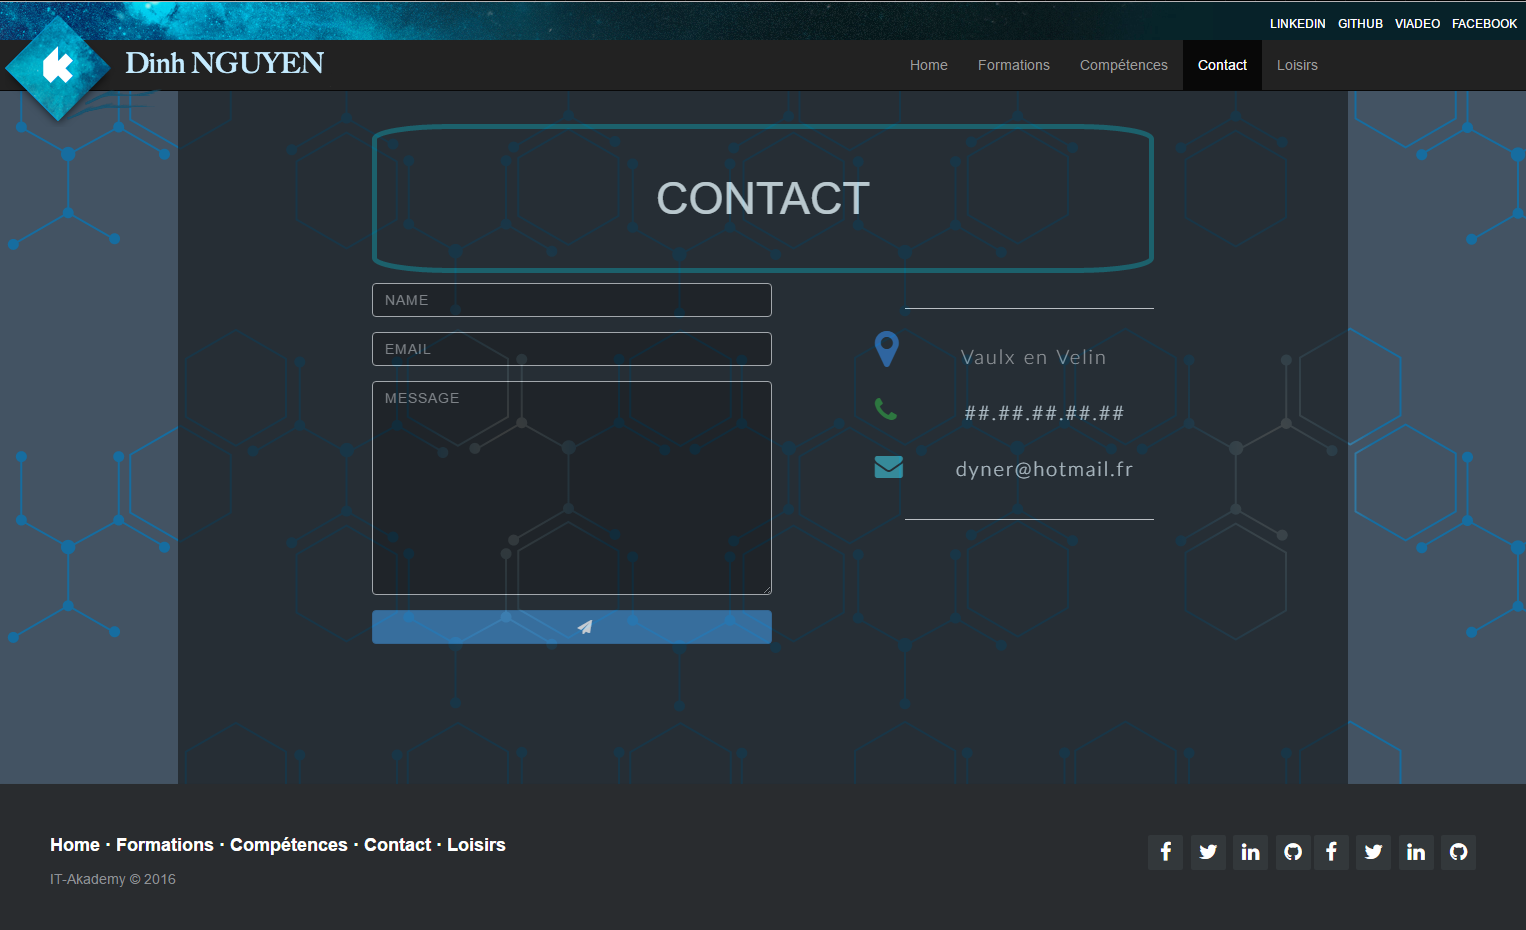 LINKEDIN GITHUB VIADEO FACEBOOK
Dinh NGUYEN
Home Formations Compétences Contact Loisirs
CONTACT
NAME
EMAIL
MESSAGE
Vaulx en Velin
##.##.##.##.##
dyner@hotmail.fr
Home · Formations · Compétences · Contact · Loisirs
IT-Akademy © 2016